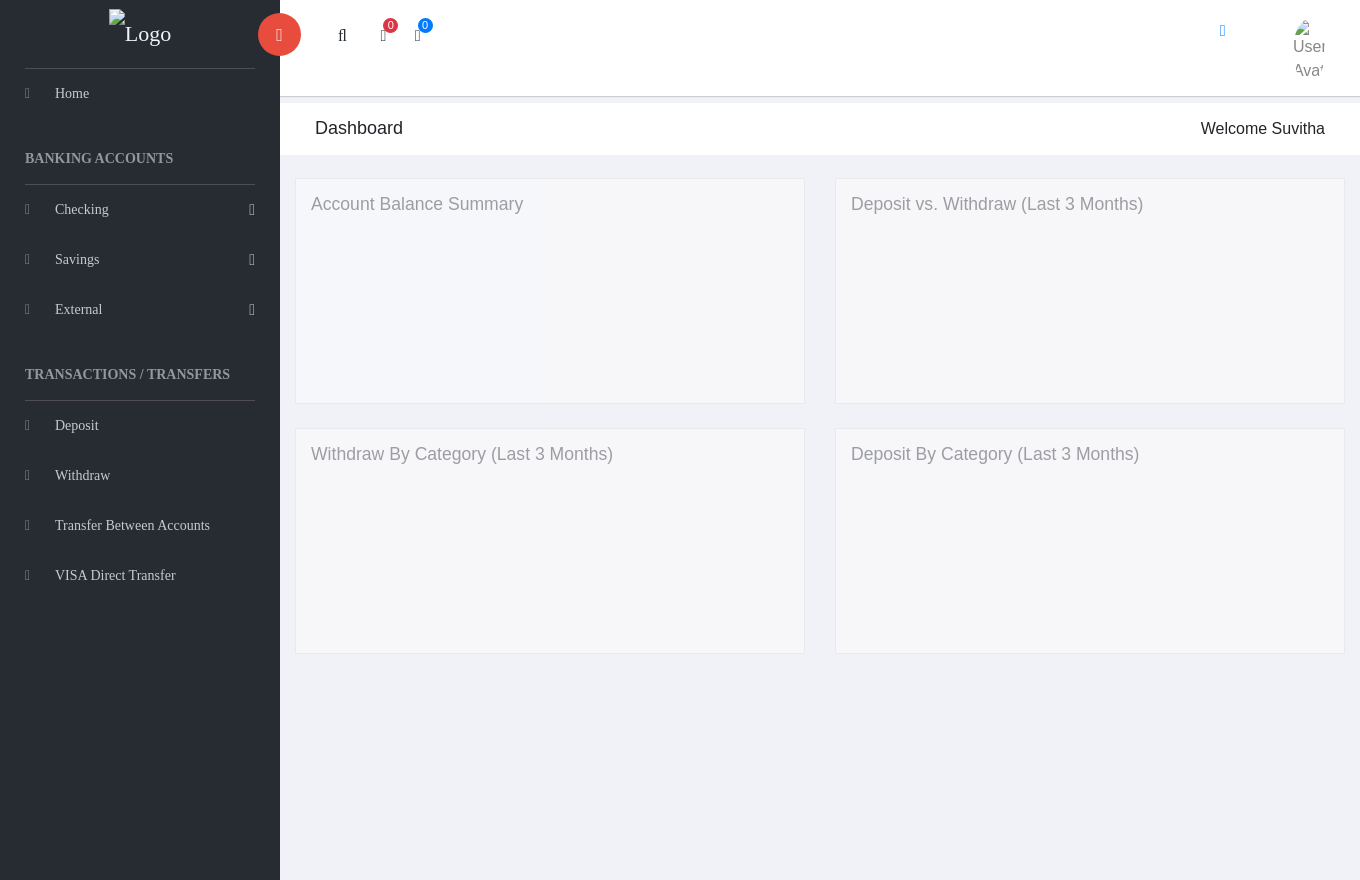 Logo
0
0
User
Avat
Home
Dashboard
Welcome Suvitha
BANKING ACCOUNTS
Checking
Savings
External
TRANSACTIONS / TRANSFERS
Deposit
Withdraw
Transfer Between Accounts
VISA Direct Transfer
Account Balance Summary
Deposit vs. Withdraw (Last 3 Months)
Withdraw By Category (Last 3 Months)
Deposit By Category (Last 3 Months)